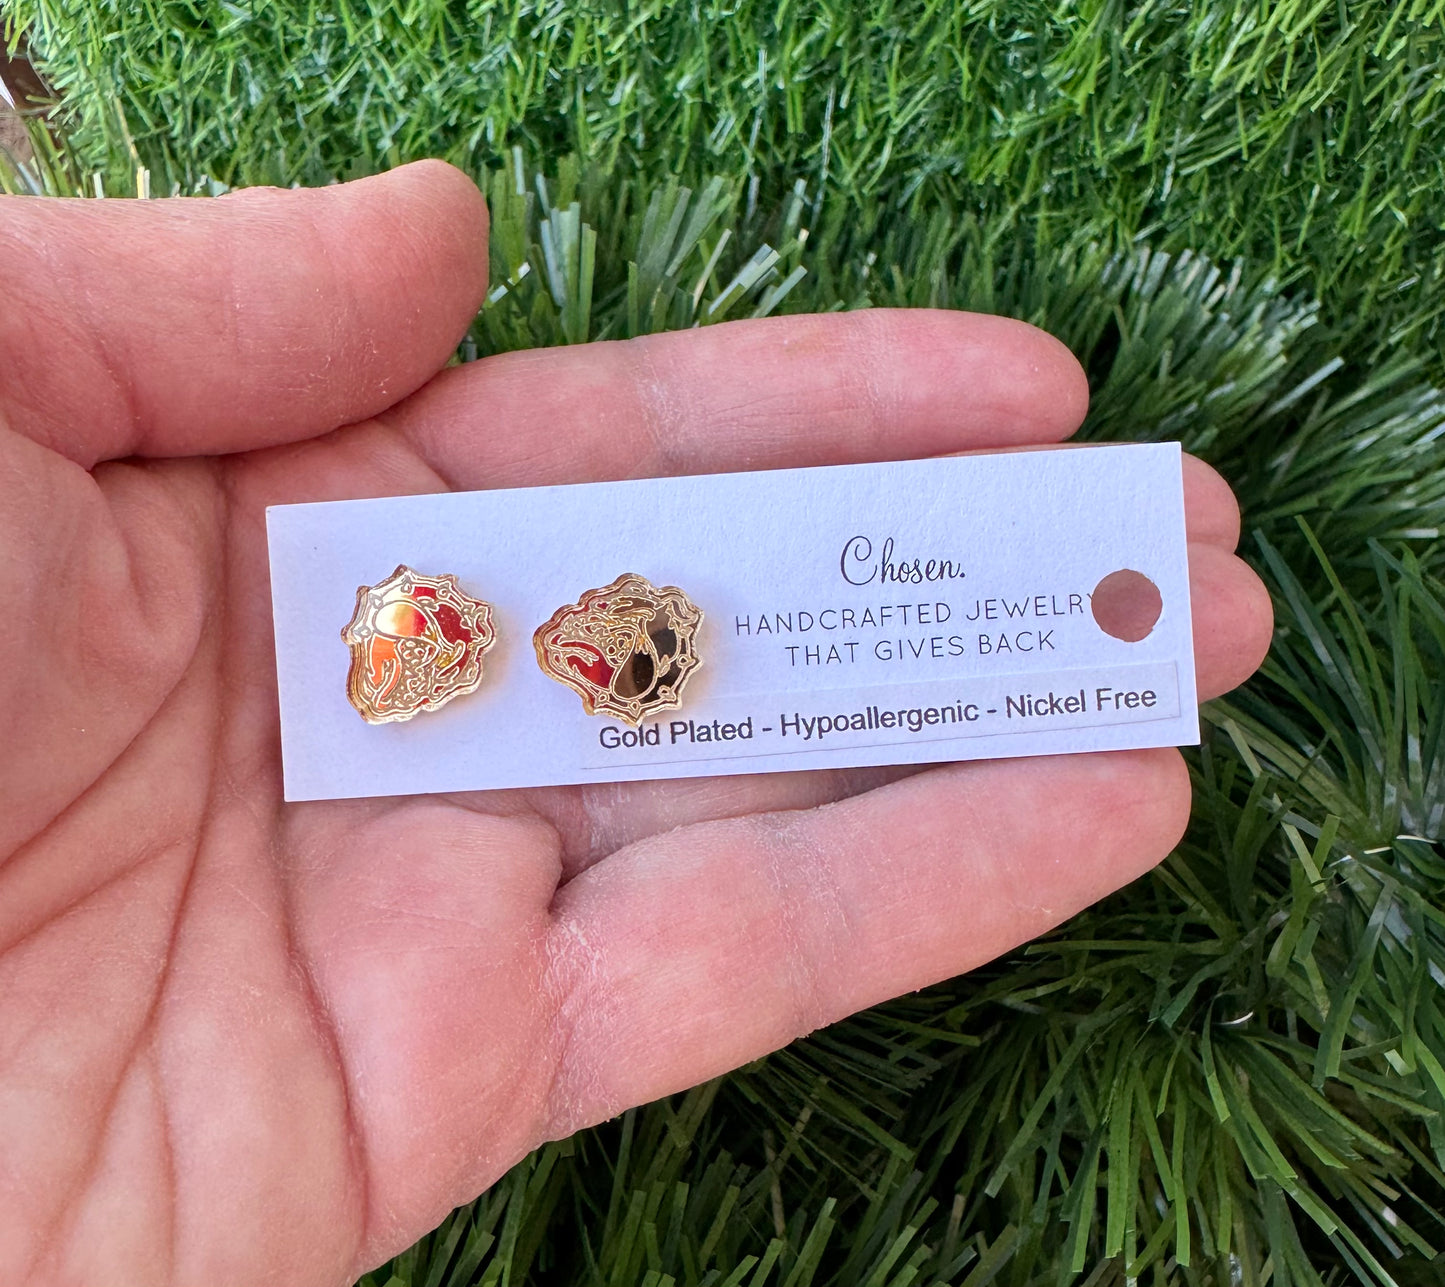 Chosen.
HANDCRAFTED JEWELRY
THAT GIVES BACK
Gold Plated - Hypoallergenic - Nickel Free